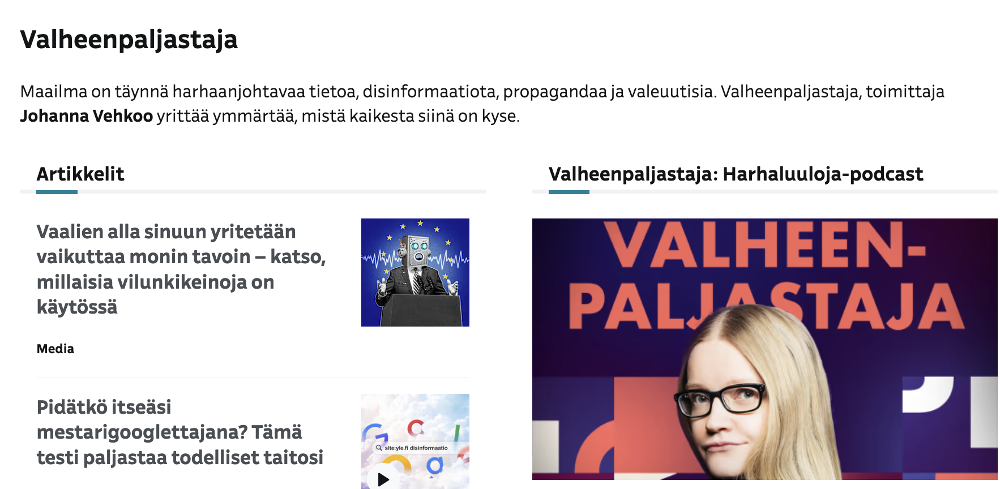 Valheenpaljastaja
Maailma on täynnä harhaanjohtavaa tietoa, disinformaatiota, propagandaa ja valeuutisia. Valheenpaljastaja, toimittaja
Johanna Vehkoo yrittää ymmärtää, mistä kaikesta siinä on kyse.
Artikkelit
Vaalien alla sinuun yritetään
vaikuttaa monin tavoin – katso,
millaisia vilunkikeinoja on
käytössä
Media
Pidätkö itseäsi
mestarigooglettajana? Tämä
testi paljastaa todelliset taitosi
site:yle.fi disinformaatio
Valheenpaljastaja: Harhaluuloja-podcast
VALHEEN-
PALJASTAJA